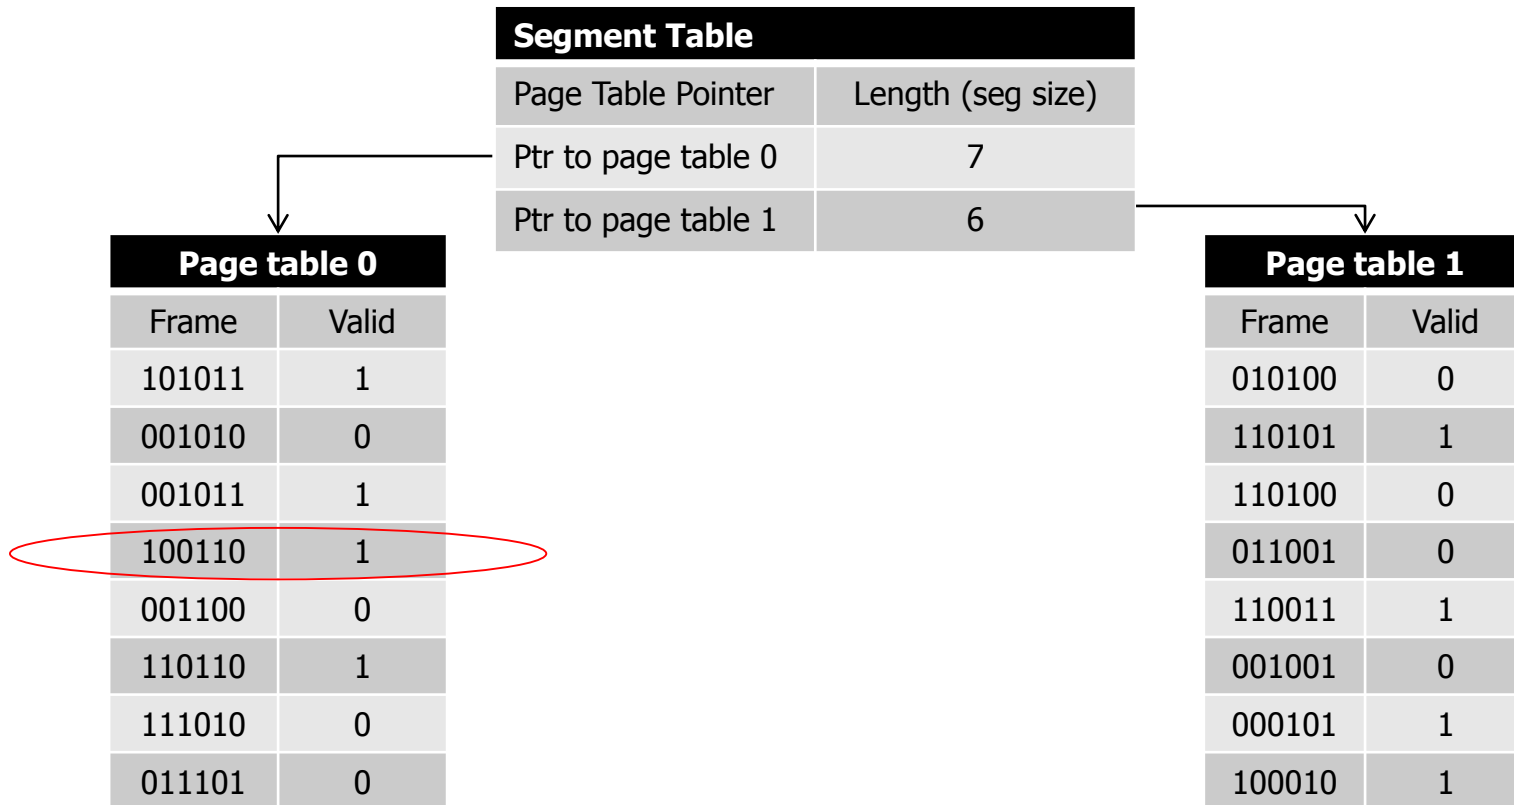 Segment Table
Page Table Pointer Length (seg size)
Ptr to page table 0 7
Ptr to page table 1 6
Page table 0
Frame Valid
101011 1
001010 0
001011 1
100110 1
001100 0
110110 1
111010 0
011101 0
Page table 1
Frame Valid
010100 0
110101 1
110100 0
011001 0
110011 1
001001 0
000101 1
100010 1